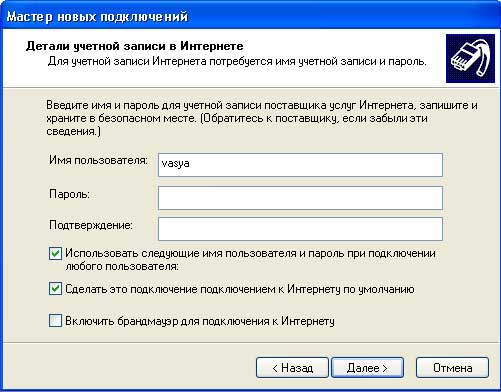 Мастер новых подключений
Детали учетной записи в Интернете
Для учетной записи Интернета потребуется имя учетной записи и пароль.
Введите имя и пароль для учетной записи поставщика услуг Интернета, запишите и
храните в безопасном месте. (Обратитесь к поставщику, если забыли эти
сведения.)
Имя пользователя: vasya
Пароль:
Подтверждение:
Использовать следующие имя пользователя и пароль при подключении
любого пользователя:
Сделать это подключение подключением к Интернету по умолчанию
Включить брандмауэр для подключения к Интернету
< Назад Далее > Отмена